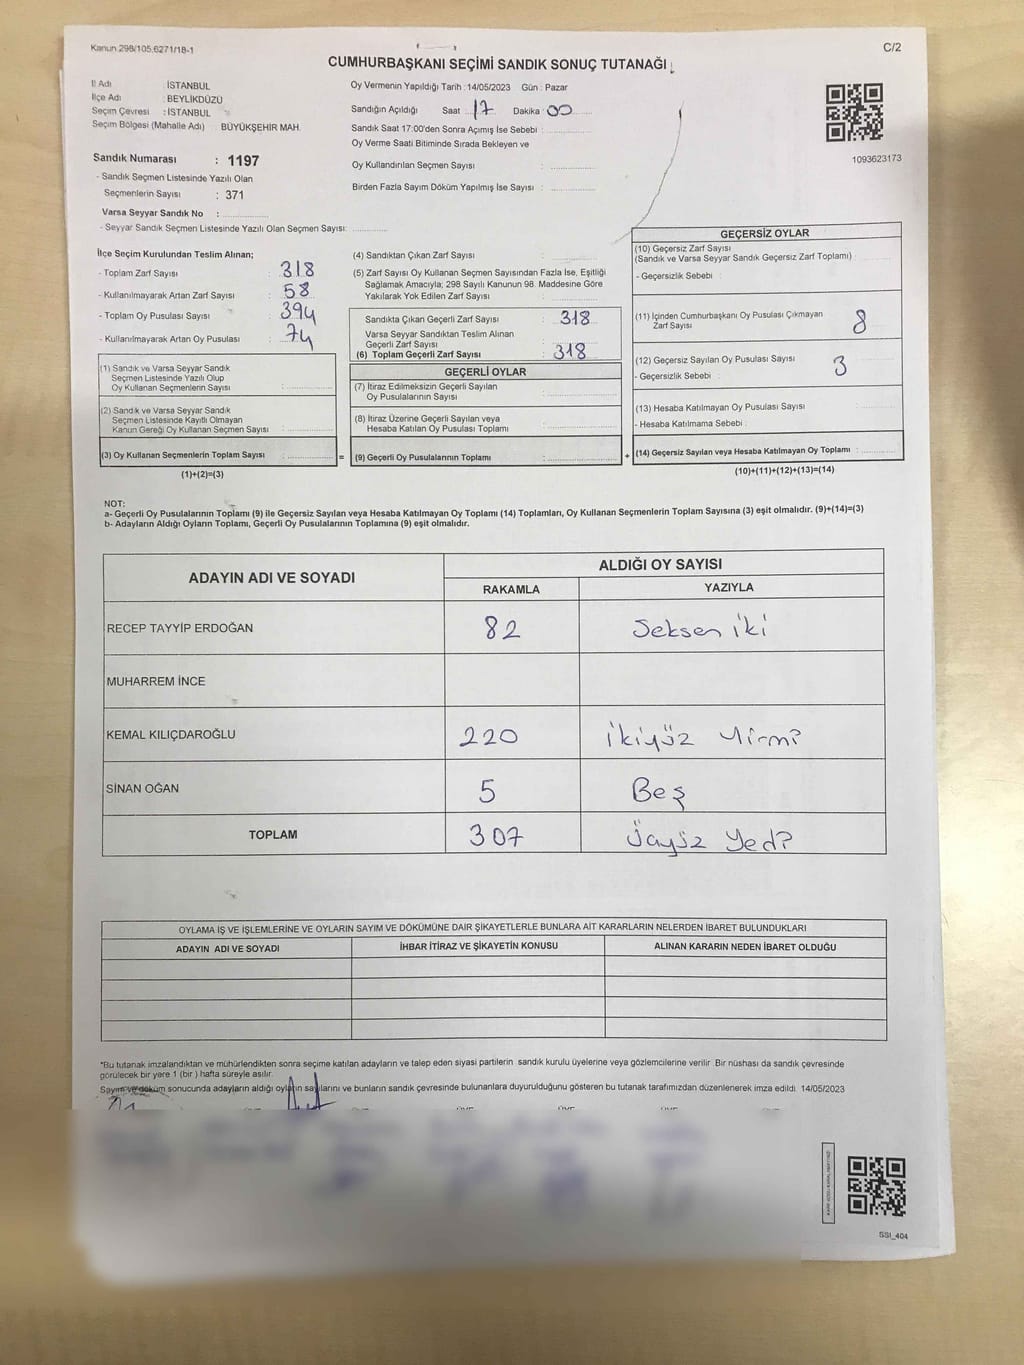 Kanun 298/105.6271/18-1
C/2
CUMHURBAŞKANI SEÇİMİ SANDIK SONUÇ TUTANAĞI
İl Adı : İSTANBUL
İlçe Adı : BEYLİKDÜZÜ
Seçim Çevresi : İSTANBUL
Seçim Bölgesi (Mahalle Adı) BÜYÜKŞEHİR MAH.
Sandık Numarası : 1197
- Sandık Seçmen Listesinde Yazılı Olan
Seçmenlerin Sayısı : 371
Varsa Seyyar Sandık No :
- Seyyar Sandık Seçmen Listesinde Yazılı Olan Seçmen Sayısı:
Oy Vermenin Yapıldığı Tarih : 14/05/2023 Gün : Pazar
Sandığın Açıldığı Saat : 17 Dakika : 00
Sandık Saat 17:00'den Sonra Açımış İse Sebebi :
Oy Verme Saati Bitiminde Sırada Bekleyen ve
Oy Kullandırılan Seçmen Sayısı :
Birden Fazla Sayım Döküm Yapılmış İse Sayısı :
1093623173
İlçe Seçim Kurulundan Teslim Alınan;
- Toplam Zarf Sayısı : 318
- Kullanılmayarak Artan Zarf Sayısı : 58
- Toplam Oy Pusulası Sayısı : 394
- Kullanılmayarak Artan Oy Pusulası : 74
(1) Sandık ve Varsa Seyyar Sandık
Seçmen Listesinde Yazılı Olup
Oy Kullanan Seçmenlerin Sayısı :
(2) Sandık ve Varsa Seyyar Sandık
Seçmen Listesinde Kayıtlı Olmayan
Kanun Gereği Oy Kullanan Seçmen Sayısı :
(3) Oy Kullanan Seçmenlerin Toplam Sayısı : =
(1)+(2)=(3)
(4) Sandıktan Çıkan Zarf Sayısı :
(5) Zarf Sayısı Oy Kullanan Seçmen Sayısından Fazla İse, Eşitliği
Sağlamak Amacıyla; 298 Sayılı Kanunun 98. Maddesine Göre
Yakılarak Yok Edilen Zarf Sayısı :
Sandıkta Çıkan Geçerli Zarf Sayısı : 318
Varsa Seyyar Sandıktan Teslim Alınan
Geçerli Zarf Sayısı :
(6) Toplam Geçerli Zarf Sayısı : 318
GEÇERLİ OYLAR
(7) İtiraz Edilmeksizin Geçerli Sayılan
Oy Pusulalarının Sayısı :
(8) İtiraz Üzerine Geçerli Sayılan veya
Hesaba Katılan Oy Pusulası Toplamı :
(9) Geçerli Oy Pusulalarının Toplamı : +
GEÇERSİZ OYLAR
(10) Geçersiz Zarf Sayısı
(Sandık ve Varsa Seyyar Sandık Geçersiz Zarf Toplamı) :
- Geçersizlik Sebebi :
(11) İçinden Cumhurbaşkanı Oy Pusulası Çıkmayan
Zarf Sayısı : 8
(12) Geçersiz Sayılan Oy Pusulası Sayısı : 3
- Geçersizlik Sebebi :
(13) Hesaba Katılmayan Oy Pusulası Sayısı :
- Hesaba Katılmama Sebebi :
(14) Geçersiz Sayılan veya Hesaba Katılmayan Oy Toplamı :
(10)+(11)+(12)+(13)=(14)
NOT:
a- Geçerli Oy Pusulalarının Toplamı (9) ile Geçersiz Sayılan veya Hesaba Katılmayan Oy Toplamı (14) Toplamları, Oy Kullanan Seçmenlerin Toplam Sayısına (3) eşit olmalıdır. (9)+(14)=(3)
b- Adayların Aldığı Oyların Toplamı, Geçerli Oy Pusulalarının Toplamına (9) eşit olmalıdır.
ADAYIN ADI VE SOYADI
ALDIĞI OY SAYISI
RAKAMLA YAZIYLA
RECEP TAYYİP ERDOĞAN 82 Seksen iki
MUHARREM İNCE
KEMAL KILIÇDAROĞLU 220 ikiyüz Yirmi
SİNAN OĞAN 5 Beş
TOPLAM 307 Üçyüz Yedi
OYLAMA İŞ VE İŞLEMLERİNE VE OYLARIN SAYIM VE DÖKÜMÜNE DAİR ŞİKAYETLERLE BUNLARA AİT KARARLARIN NELERDEN İBARET BULUNDUKLARI
ADAYIN ADI VE SOYADI İHBAR İTİRAZ VE ŞİKAYETİN KONUSU ALINAN KARARIN NEDEN İBARET OLDUĞU
*Bu tutanak imzalandıktan ve mühürlendikten sonra seçime katılan adayların ve talep eden siyasi partilerin sandık kurulu üyelerine veya gözlemcilerine verilir. Bir nüshası da sandık çevresinde
görülecek bir yere 1 (bir ) hafta süreyle asılır.
Sayım ve döküm sonucunda adayların aldığı oyların sayılarını ve bunların sandık çevresinde bulunanlara duyurulduğunu gösteren bu tutanak tarafımızdan düzenlenerek imza edildi. 14/05/2023
SSI_404